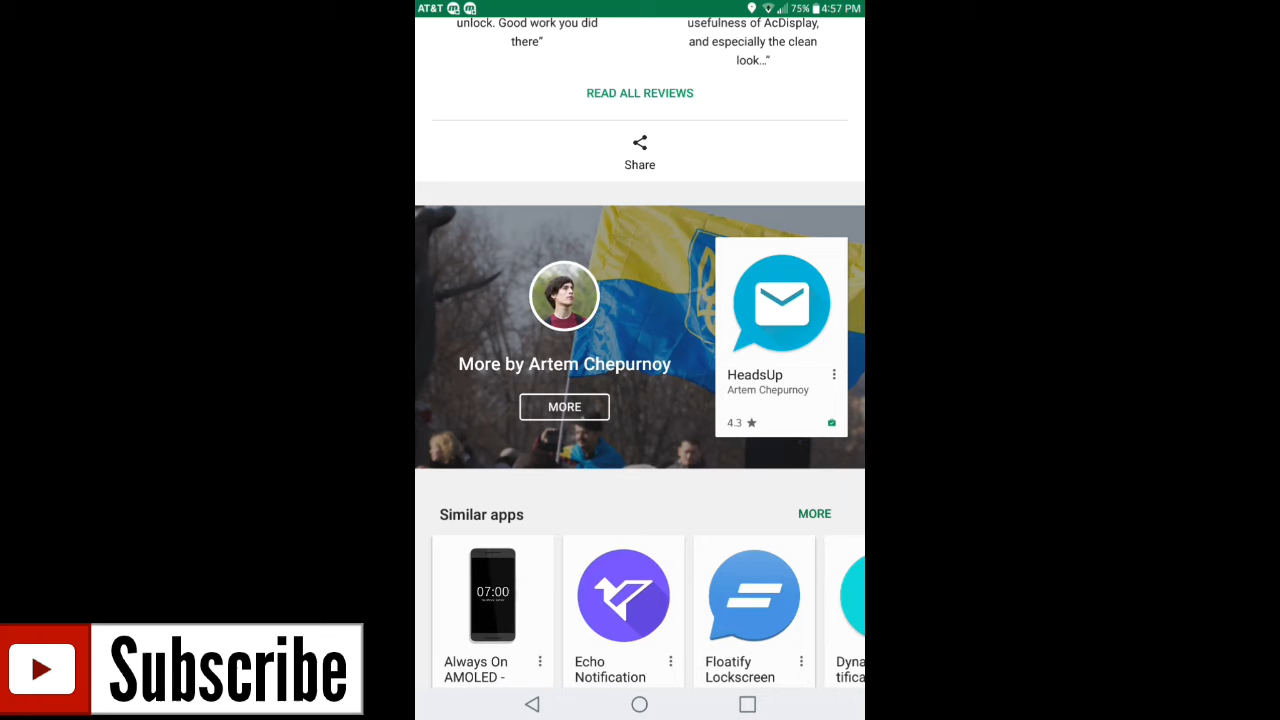 AT&T 75% 4:57 PM
unlock. Good work you did
there"
usefulness of AcDisplay,
and especially the clean
look..."
READ ALL REVIEWS
Share
More by Artem Chepurnoy
MORE
HeadsUp
Artem Chepurnoy
4.3
Similar apps
MORE
07:00
Always On
AMOLED -
Echo
Notification
Floatify
Lockscreen
Dyna
tifica
Subscribe